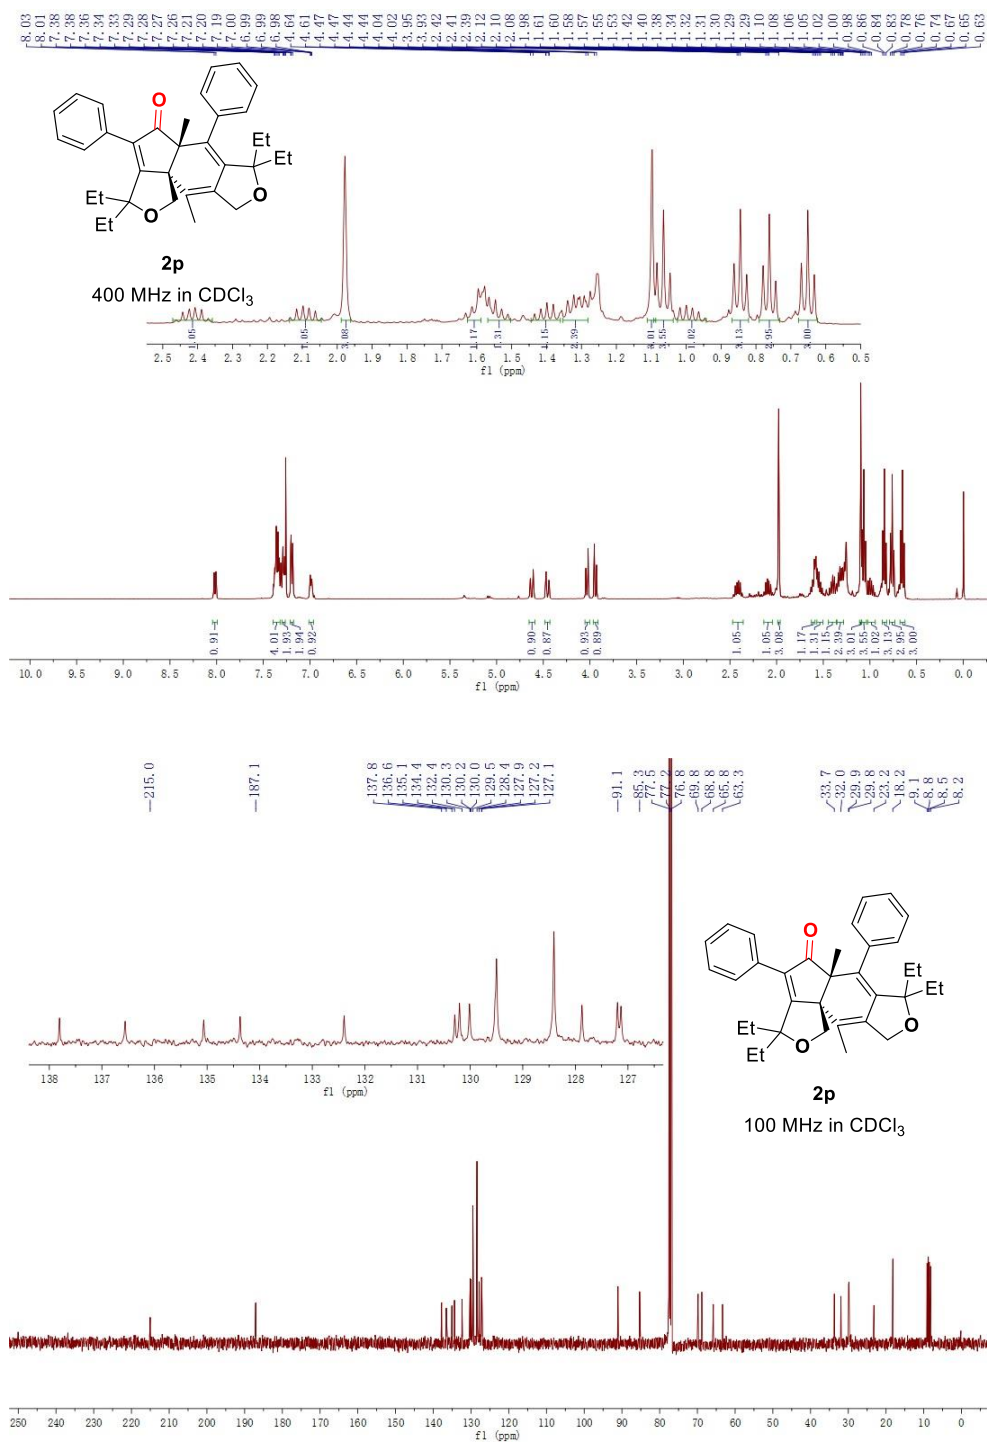 8.03 8.01 7.38 7.38 7.36 7.36 7.34 7.33 7.29 7.28 7.27 7.26 7.21 7.20 7.19 7.00 6.99 6.99 6.98 4.64 4.61 4.47 4.47 4.44 4.44 4.04 4.02 3.95 3.93 2.42 2.41 2.39 2.12 2.10 2.08 1.98 1.61 1.60 1.58 1.57 1.55 1.53 1.42 1.40 1.38 1.34 1.32 1.31 1.30 1.29 1.29 1.10 1.08 1.06 1.05 1.02 1.00 0.98 0.86 0.84 0.83 0.78 0.76 0.74 0.67 0.65 0.63
O
Et
Et
O
Et
O
Et
2p
400 MHz in CDCl3
1.05 1.05 3.08 1.17 1.31 1.15 2.39 3.01 3.55 1.02 3.13 2.95 3.00
2.5 2.4 2.3 2.2 2.1 2.0 1.9 1.8 1.7 1.6 1.5 1.4 1.3 1.2 1.1 1.0 0.9 0.8 0.7 0.6 0.5
f1 (ppm)
0.91 4.01 1.93 1.94 0.92 0.90 0.87 0.93 0.89 1.05 1.05 3.08 1.17 1.31 1.15 2.39 3.01 3.55 1.02 3.13 2.95 3.00
10.0 9.5 9.0 8.5 8.0 7.5 7.0 6.5 6.0 5.5 5.0 4.5 4.0 3.5 3.0 2.5 2.0 1.5 1.0 0.5 0.0
f1 (ppm)
215.0 187.1 137.8 136.6 135.1 134.4 132.4 130.3 130.2 130.0 129.5 128.4 127.9 127.2 127.1 91.1 85.3 77.5 77.2 76.8 69.8 68.8 65.8 63.3 33.7 32.0 29.9 29.8 23.2 18.2 9.1 8.8 8.5 8.2
138 137 136 135 134 133 132 131 130 129 128 127
f1 (ppm)
O
Et
Et
O
Et
O
Et
2p
100 MHz in CDCl3
250 240 230 220 210 200 190 180 170 160 150 140 130 120 110 100 90 80 70 60 50 40 30 20 10 0
f1 (ppm)